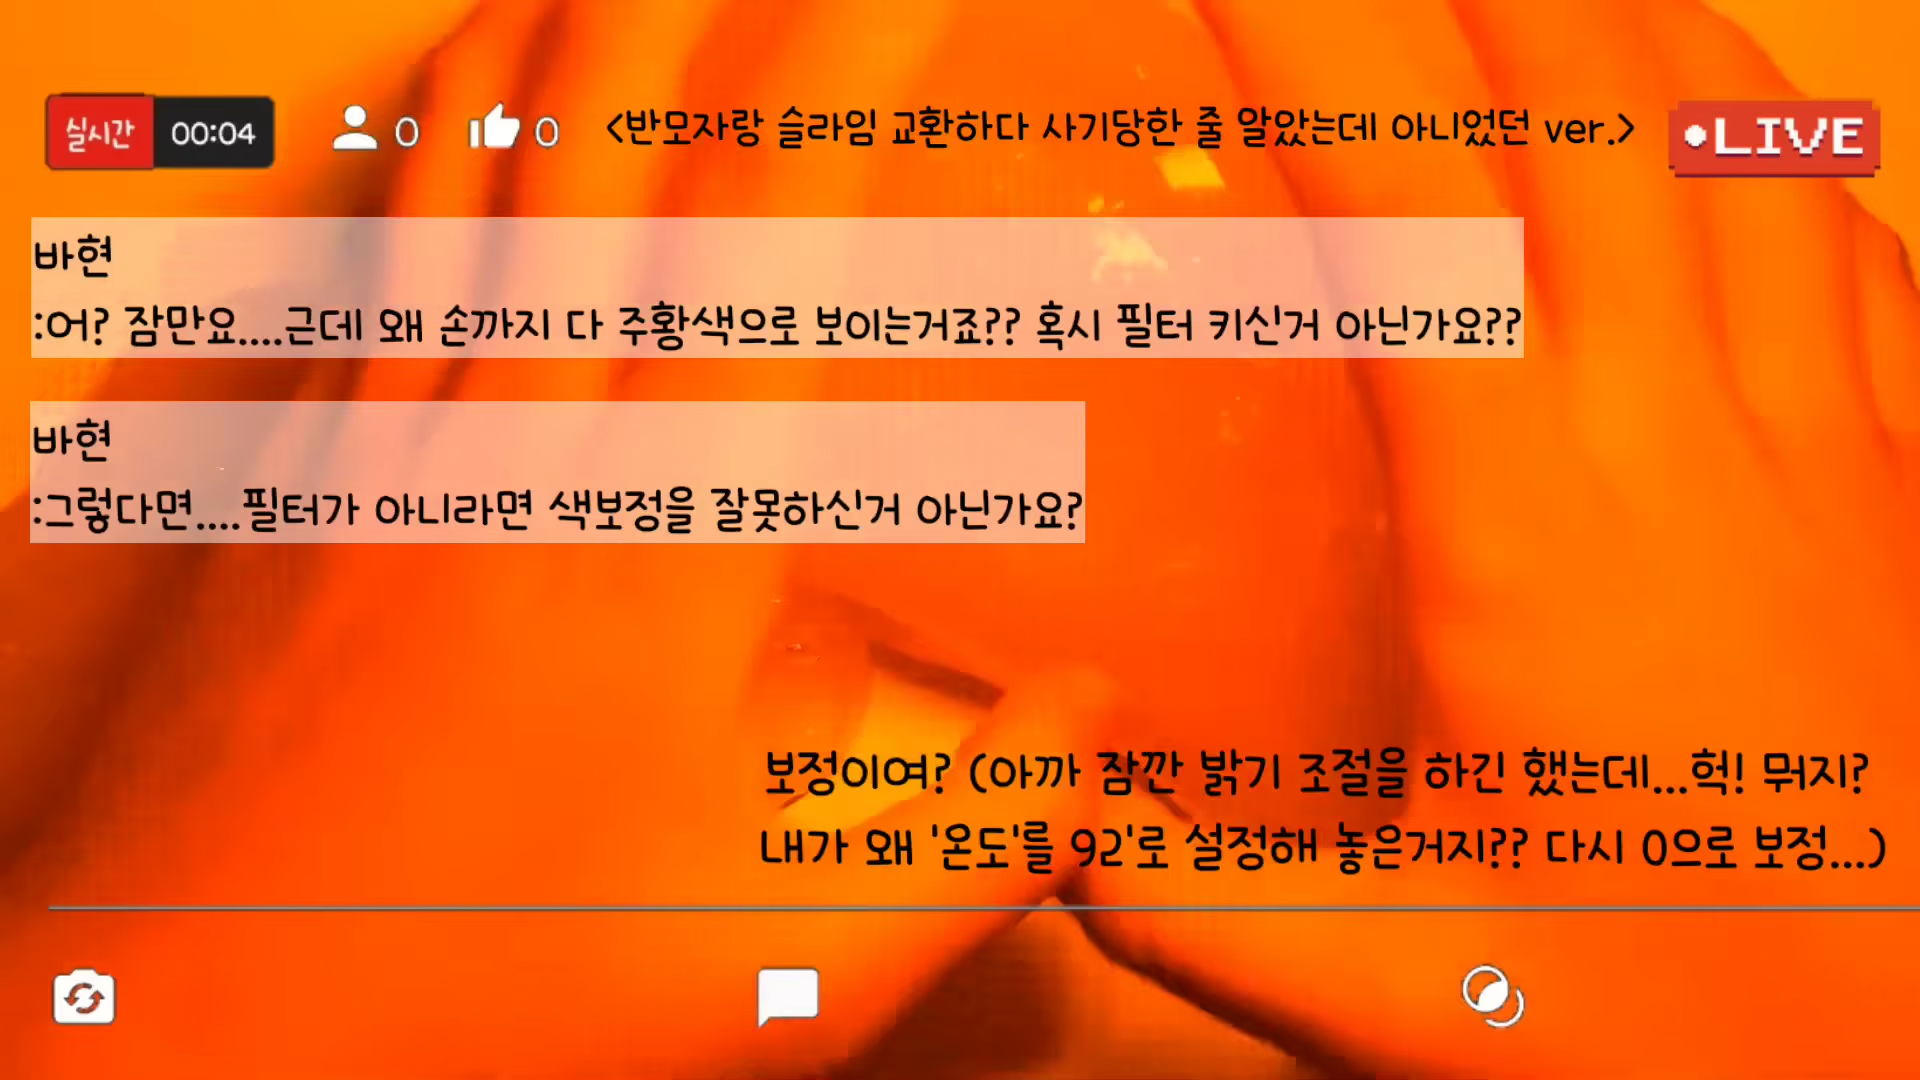 실시간 00:04 0 0 <반모자랑 슬라임 교환하다 사기당한 줄 알았는데 아니었던 ver.> LIVE
바현
:어? 잠만요....근데 왜 손까지 다 주황색으로 보이는거죠?? 혹시 필터 키신거 아닌가요??
바현
:그렇다면....필터가 아니라면 색보정을 잘못하신거 아닌가요?
보정이여? (아까 잠깐 밝기 조절을 하긴 했는데...헉! 뭐지?
내가 왜 '온도'를 92'로 설정해 놓은거지?? 다시 0으로 보정...)